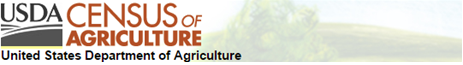 USDA CENSUS OF
AGRICULTURE
United States Department of Agriculture